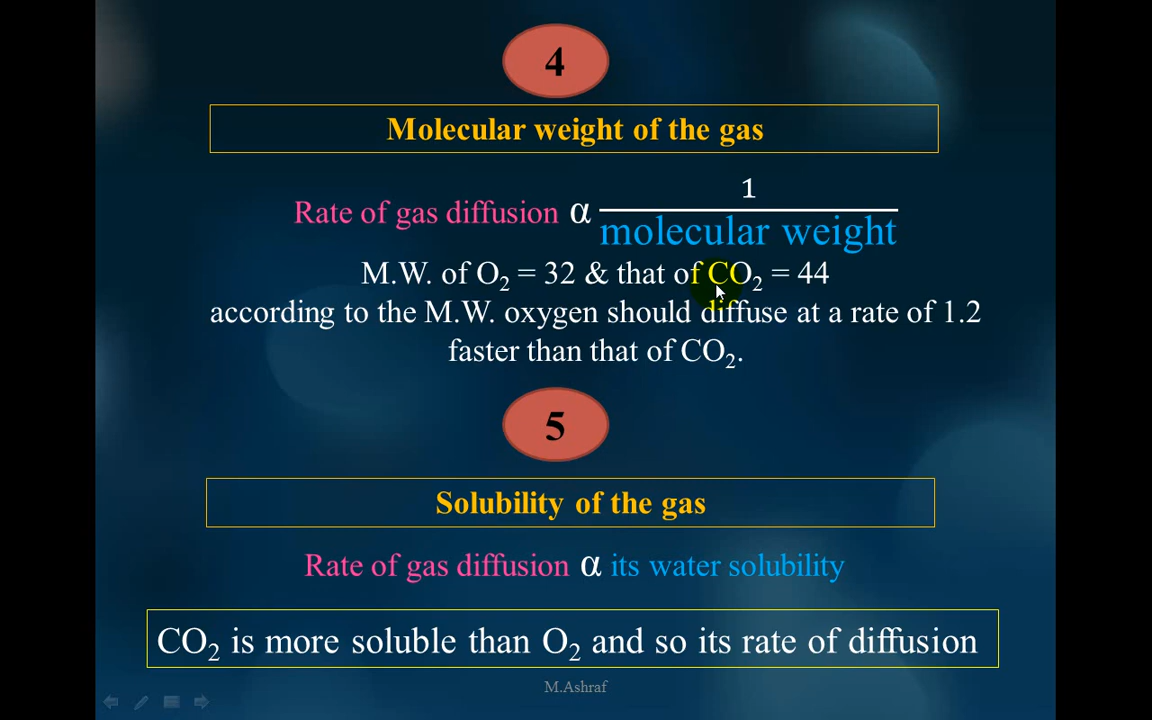 4
Molecular weight of the gas
Rate of gas diffusion α 1/molecular weight
M.W. of O₂ = 32 & that of CO₂ = 44
according to the M.W. oxygen should diffuse at a rate of 1.2
faster than that of CO₂.
5
Solubility of the gas
Rate of gas diffusion α its water solubility
CO₂ is more soluble than O₂ and so its rate of diffusion
M.Ashraf